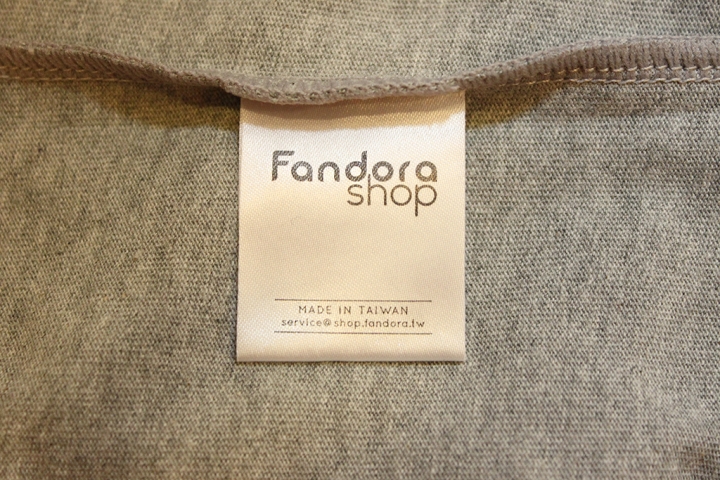 Fandora
shop
MADE IN TAIWAN
service@shop.fandora.tw